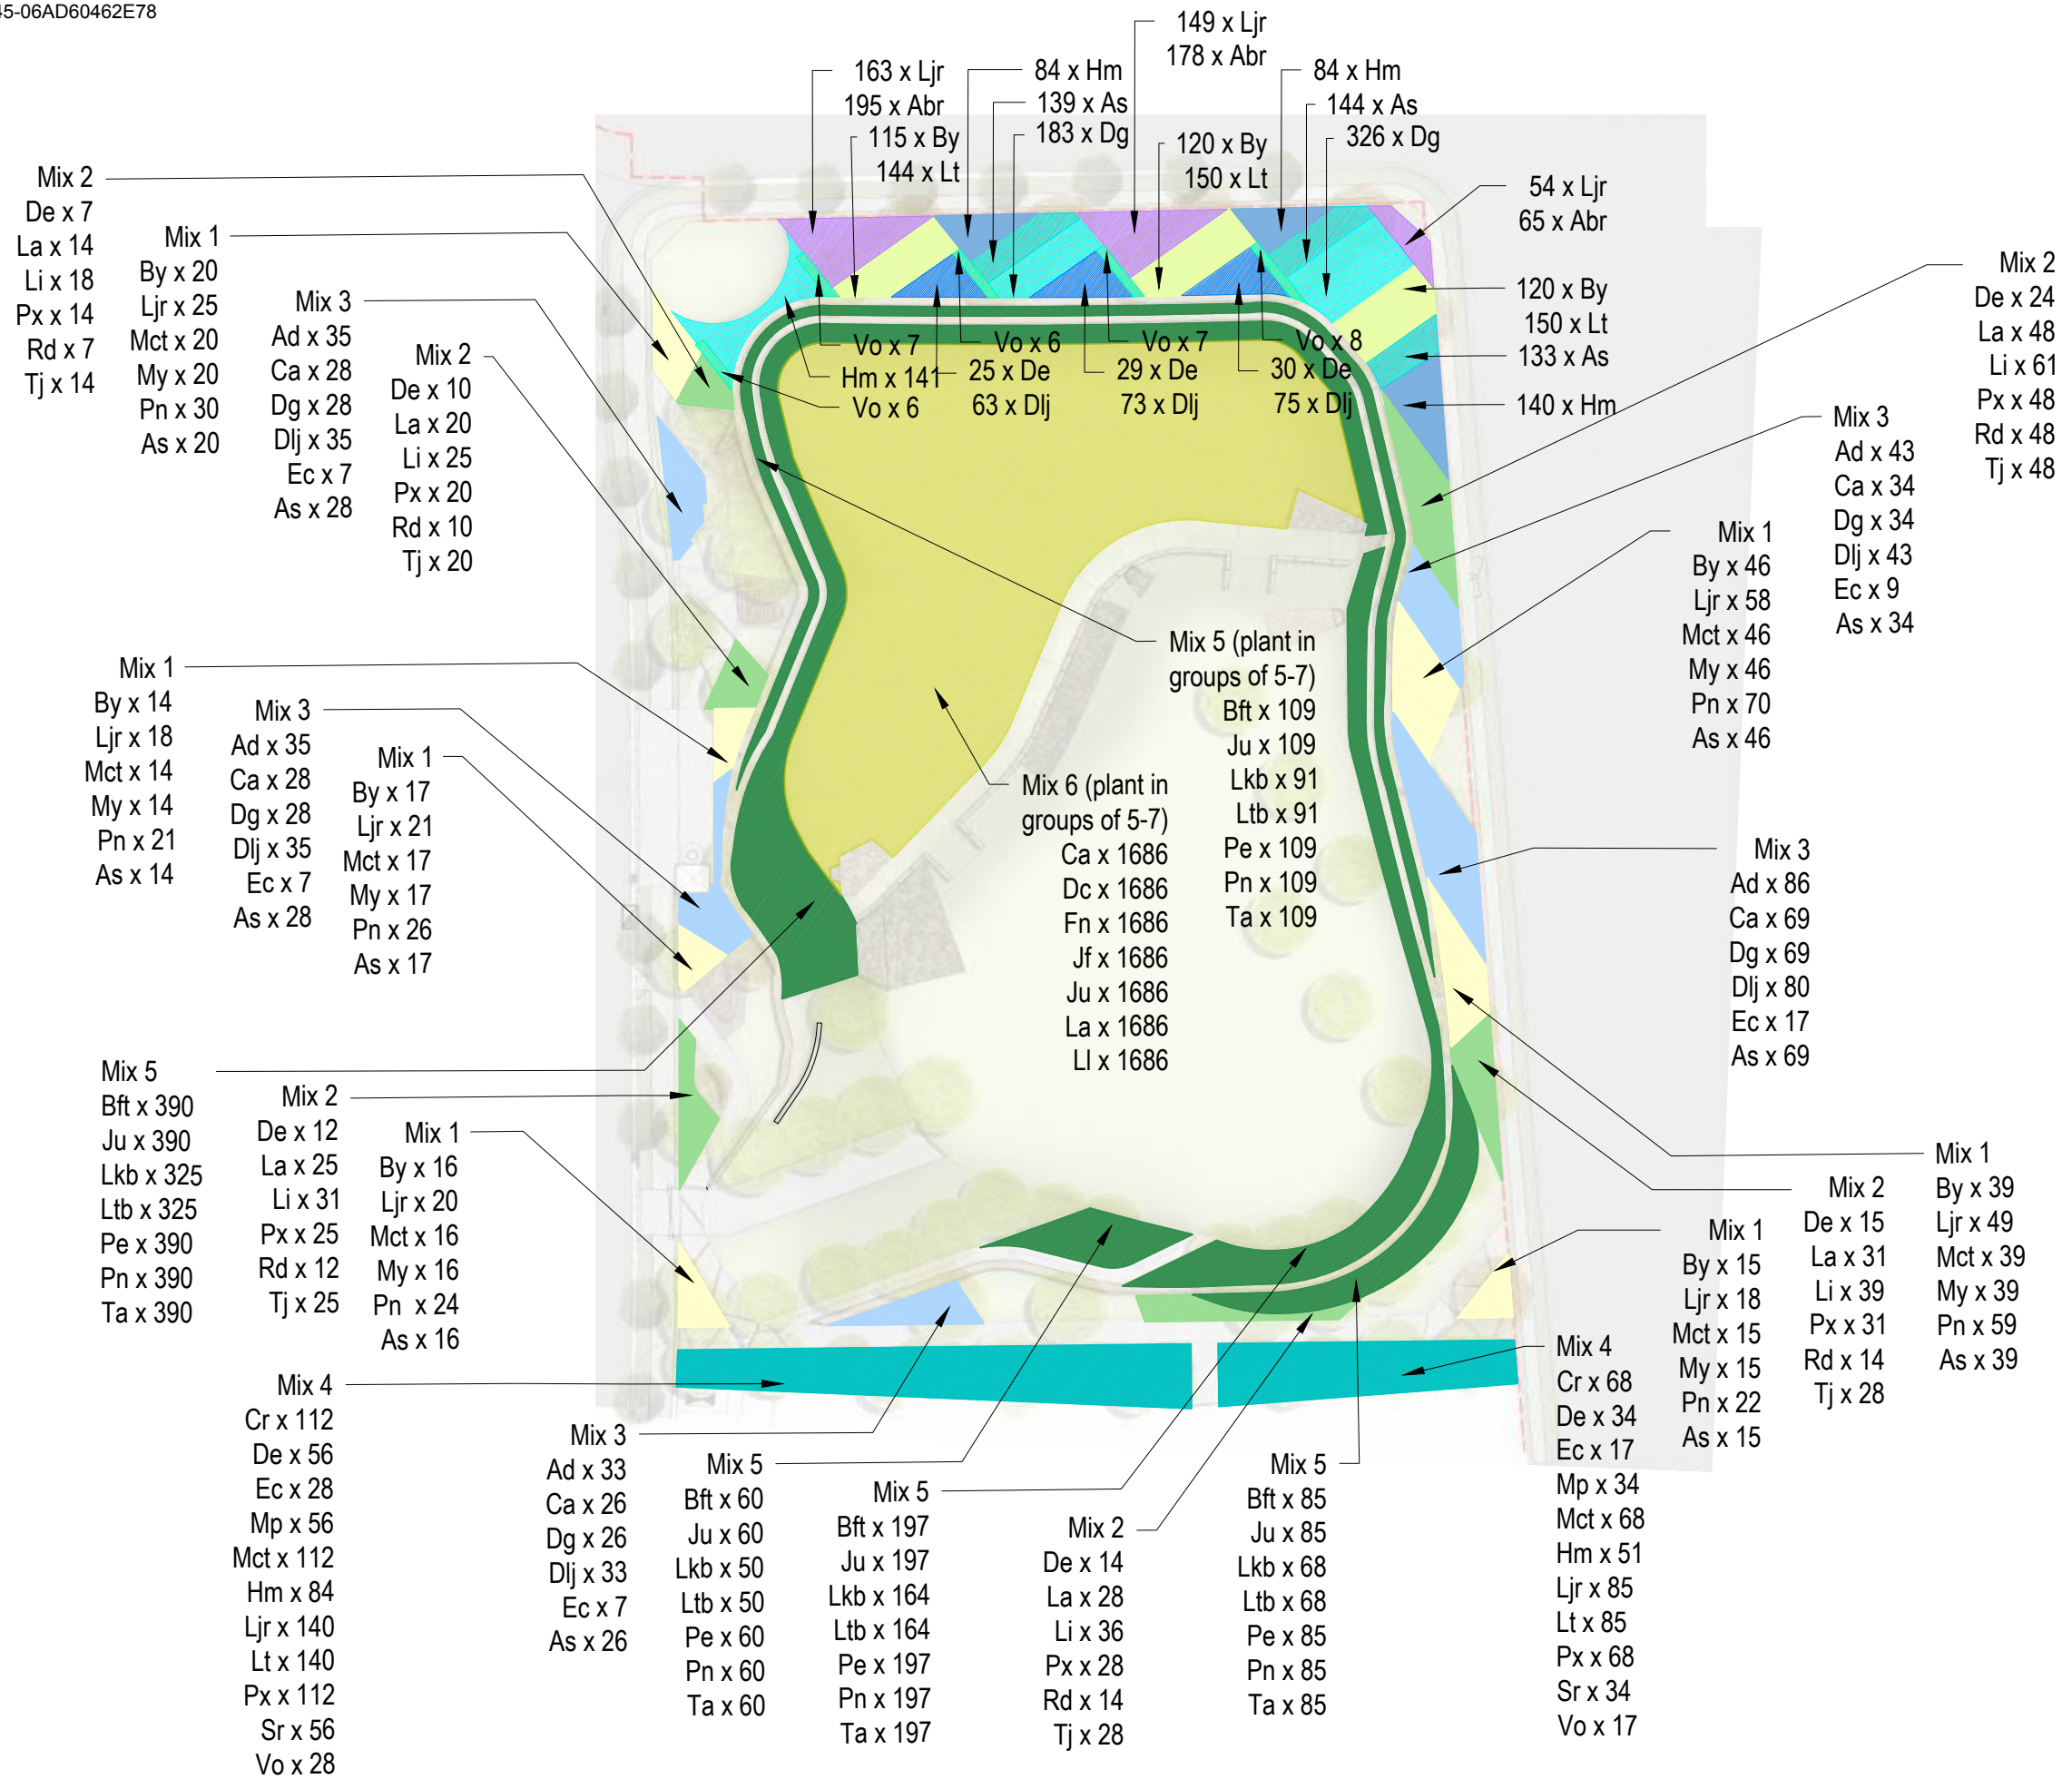 45-06AD60462E78
149 x Ljr
178 x Abr
163 x Ljr
195 x Abr
84 x Hm
139 x As
183 x Dg
84 x Hm
144 x As
326 x Dg
115 x By
144 x Lt
120 x By
150 x Lt
54 x Ljr
65 x Abr
120 x By
150 x Lt
133 x As
140 x Hm
Mix 2
De x 7
La x 14
Li x 18
Px x 14
Rd x 7
Tj x 14
Mix 1
By x 20
Ljr x 25
Mct x 20
My x 20
Pn x 30
As x 20
Mix 3
Ad x 35
Ca x 28
Dg x 28
Dlj x 35
Ec x 7
As x 28
Mix 2
De x 10
La x 20
Li x 25
Px x 20
Rd x 10
Tj x 20
Vo x 7
Hm x 141
Vo x 6
Vo x 6
25 x De
63 x Dlj
Vo x 7
29 x De
73 x Dlj
Vo x 8
30 x De
75 x Dlj
Mix 2
De x 24
La x 48
Li x 61
Px x 48
Rd x 48
Tj x 48
Mix 3
Ad x 43
Ca x 34
Dg x 34
Dlj x 43
Ec x 9
As x 34
Mix 1
By x 46
Ljr x 58
Mct x 46
My x 46
Pn x 70
As x 46
Mix 1
By x 14
Ljr x 18
Mct x 14
My x 14
Pn x 21
As x 14
Mix 3
Ad x 35
Ca x 28
Dg x 28
Dlj x 35
Ec x 7
As x 28
Mix 1
By x 17
Ljr x 21
Mct x 17
My x 17
Pn x 26
As x 17
Mix 5 (plant in
groups of 5-7)
Bft x 109
Ju x 109
Lkb x 91
Ltb x 91
Pe x 109
Pn x 109
Ta x 109
Mix 6 (plant in
groups of 5-7)
Ca x 1686
Dc x 1686
Fn x 1686
Jf x 1686
Ju x 1686
La x 1686
Ll x 1686
Mix 3
Ad x 86
Ca x 69
Dg x 69
Dlj x 80
Ec x 17
As x 69
Mix 5
Bft x 390
Ju x 390
Lkb x 325
Ltb x 325
Pe x 390
Pn x 390
Ta x 390
Mix 2
De x 12
La x 25
Li x 31
Px x 25
Rd x 12
Tj x 25
Mix 1
By x 16
Ljr x 20
Mct x 16
My x 16
Pn  x 24
As x 16
Mix 1
By x 39
Ljr x 49
Mct x 39
My x 39
Pn x 59
As x 39
Mix 2
De x 15
La x 31
Li x 39
Px x 31
Rd x 14
Tj x 28
Mix 1
By x 15
Ljr x 18
Mct x 15
My x 15
Pn x 22
As x 15
Mix 4
Cr x 112
De x 56
Ec x 28
Mp x 56
Mct x 112
Hm x 84
Ljr x 140
Lt x 140
Px x 112
Sr x 56
Vo x 28
Mix 3
Ad x 33
Ca x 26
Dg x 26
Dlj x 33
Ec x 7
As x 26
Mix 5
Bft x 60
Ju x 60
Lkb x 50
Ltb x 50
Pe x 60
Pn x 60
Ta x 60
Mix 5
Bft x 197
Ju x 197
Lkb x 164
Ltb x 164
Pe x 197
Pn x 197
Ta x 197
Mix 2
De x 14
La x 28
Li x 36
Px x 28
Rd x 14
Tj x 28
Mix 5
Bft x 85
Ju x 85
Lkb x 68
Ltb x 68
Pe x 85
Pn x 85
Ta x 85
Mix 4
Cr x 68
De x 34
Ec x 17
Mp x 34
Mct x 68
Hm x 51
Ljr x 85
Lt x 85
Px x 68
Sr x 34
Vo x 17